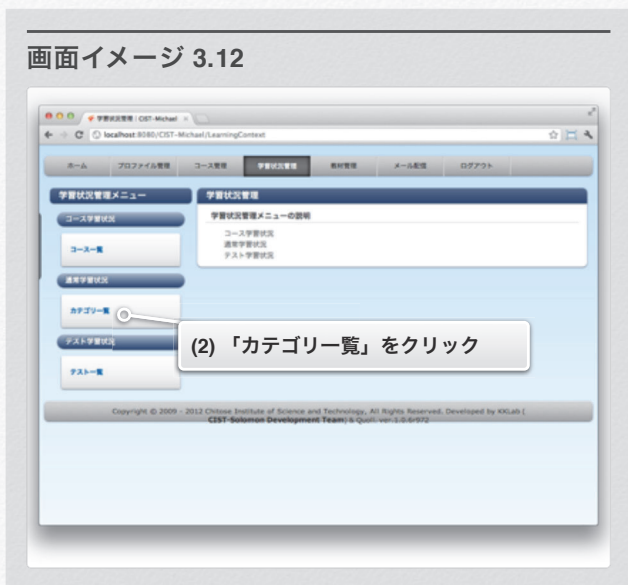 画面イメージ 3.12
学習状況管理 | CIST-Michael
localhost:8080/CIST-Michael/LearningContext
ホーム
プロファイル管理
コース管理
学習状況管理
教材管理
メール配信
ログアウト
学習状況管理メニュー
コース学習状況
コース一覧
通常学習状況
カテゴリ一覧
テスト学習状況
テスト一覧
学習状況管理
学習状況管理メニューの説明
コース学習状況
通常学習状況
テスト学習状況
(2) 「カテゴリ一覧」をクリック
Copyright © 2009 - 2012 Chitose Institute of Science and Technology, All Rights Reserved. Developed by KKLab (
CIST-Solomon Development Team) & Quoll. ver.1.0.6r972